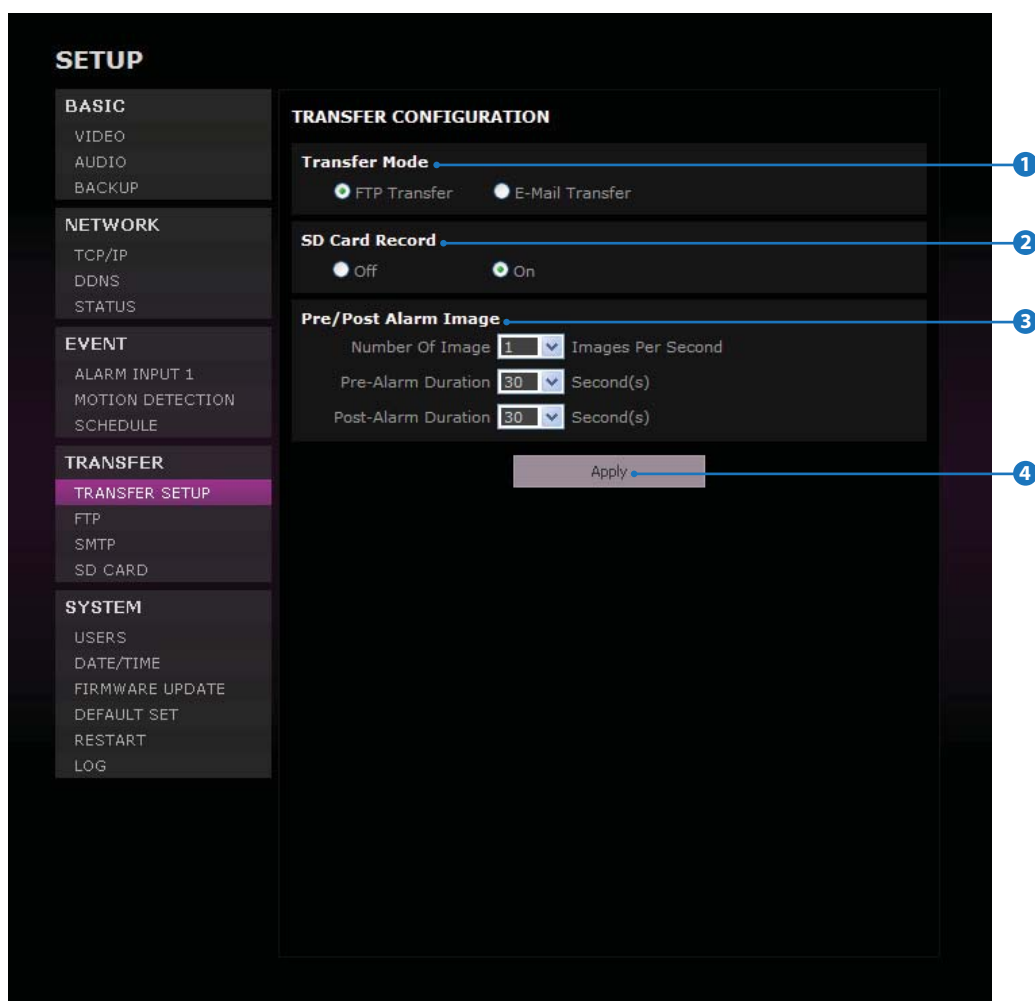 SETUP
BASIC
VIDEO
AUDIO
BACKUP
NETWORK
TCP/IP
DDNS
STATUS
EVENT
ALARM INPUT 1
MOTION DETECTION
SCHEDULE
TRANSFER
TRANSFER SETUP
FTP
SMTP
SD CARD
SYSTEM
USERS
DATE/TIME
FIRMWARE UPDATE
DEFAULT SET
RESTART
LOG
TRANSFER CONFIGURATION
Transfer Mode 1
FTP Transfer E-Mail Transfer
SD Card Record 2
Off On
Pre/Post Alarm Image 3
Number Of Image 1 Images Per Second
Pre-Alarm Duration 30 Second(s)
Post-Alarm Duration 30 Second(s)
Apply 4